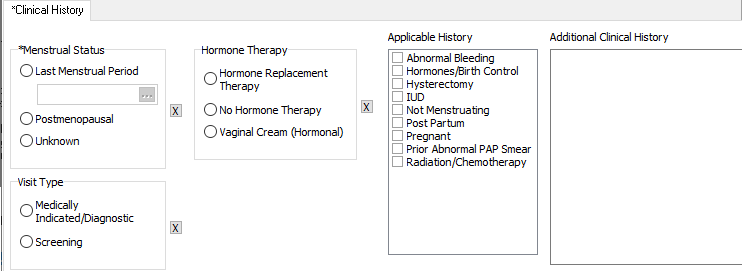 *Clinical History
*Menstrual Status
Last Menstrual Period
...
Postmenopausal
Unknown
X
Visit Type
Medically
Indicated/Diagnostic
Screening
X
Hormone Therapy
Hormone Replacement
Therapy
No Hormone Therapy
Vaginal Cream (Hormonal)
X
Applicable History
Abnormal Bleeding
Hormones/Birth Control
Hysterectomy
IUD
Not Menstruating
Post Partum
Pregnant
Prior Abnormal PAP Smear
Radiation/Chemotherapy
Additional Clinical History